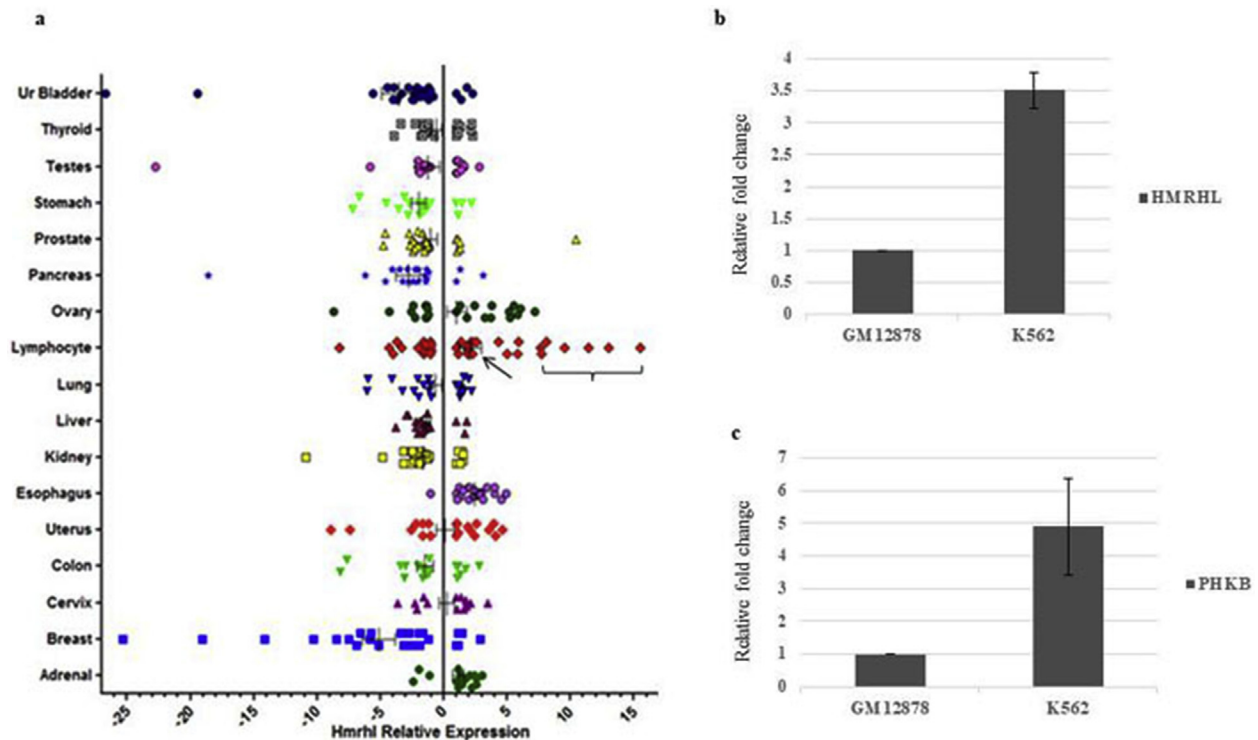 a
Ur Bladder
Thyroid
Testes
Stomach
Prostate
Pancreas
Ovary
Lymphocyte
Lung
Liver
Kidney
Esophagus
Uterus
Colon
Cervix
Breast
Adrenal
-25 -20 -15 -10 -5 0 5 10 15
Hmrhl Relative Expression
b
Relative fold change
4
3.5
3
2.5
2
1.5
1
0.5
0
GM12878 K562
HMRHL
c
Relative fold change
7
6
5
4
3
2
1
0
GM12878 K562
PHKB